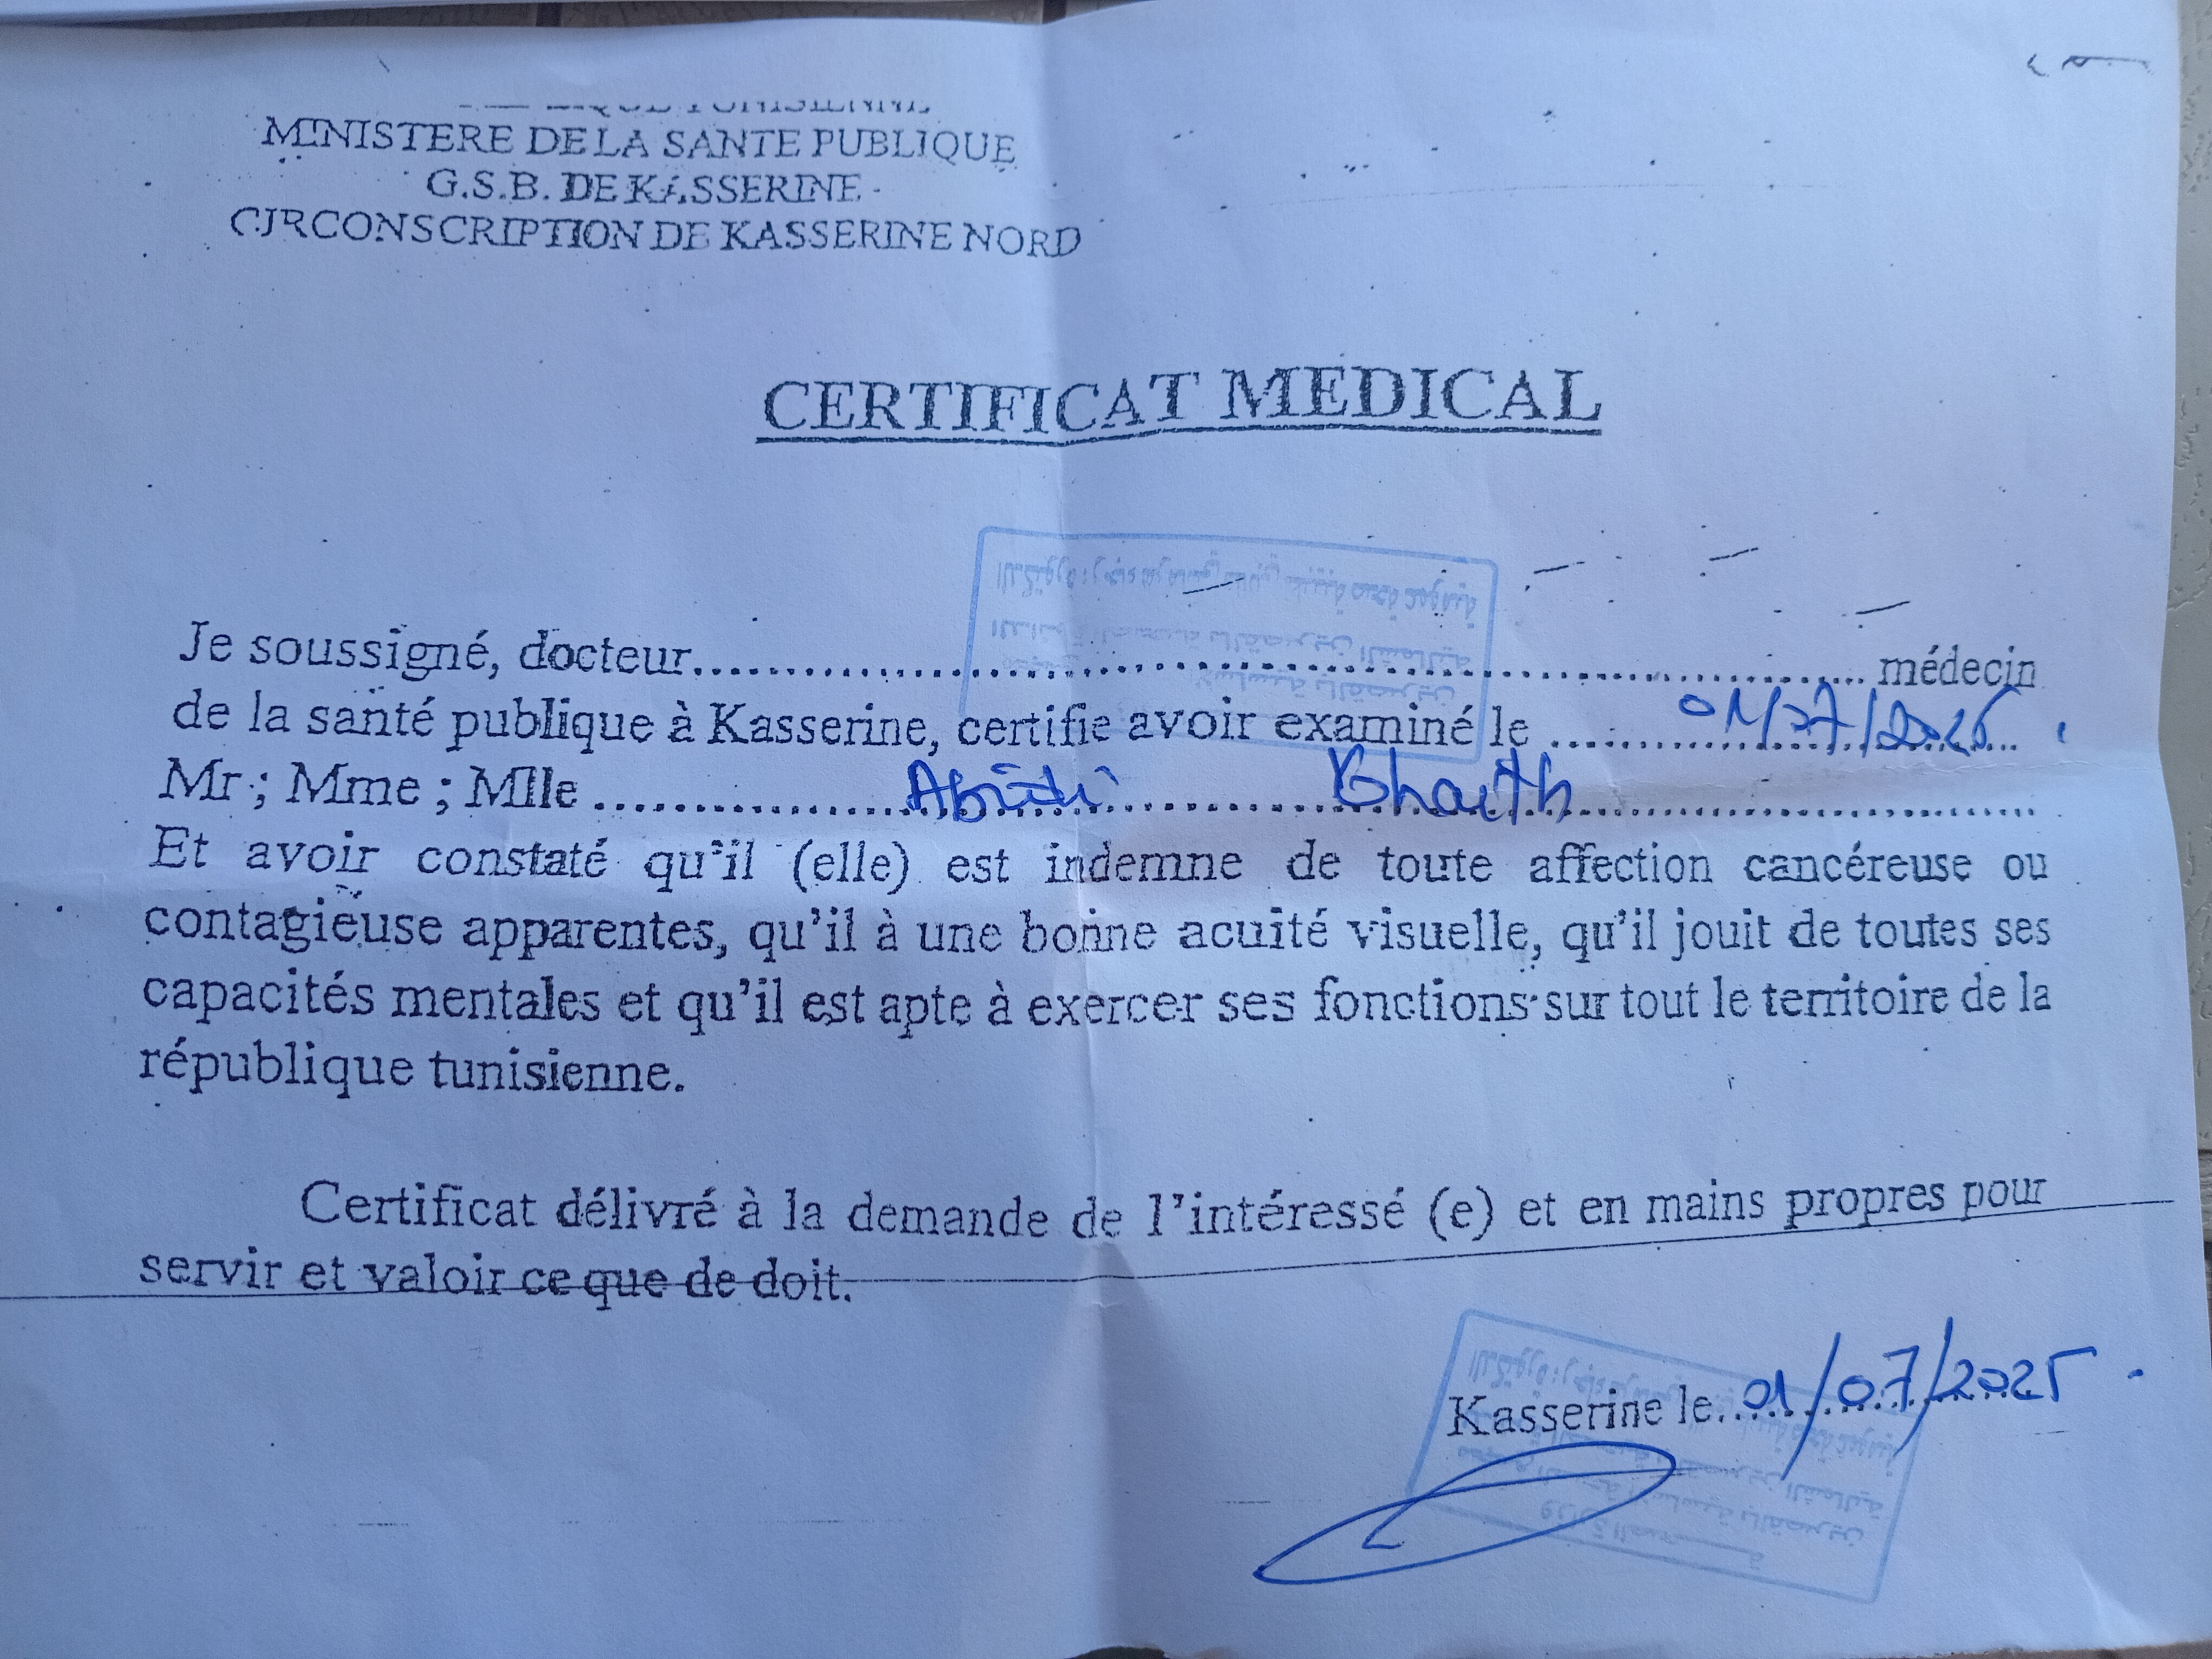 MINISTERE DE LA SANTE PUBLIQUE
G.S.B. DE KASSERINE
CIRCONSCRIPTION DE KASSERINE NORD
CERTIFICAT MEDICAL
Je soussigné, docteur.................................................. médecin
de la santé publique à Kasserine, certifie avoir examiné le ....01/07/2025....
Mr ; Mme ; Mlle ............Abidi............Ghaith............
Et avoir constaté qu'il (elle) est indemne de toute affection cancéreuse ou
contagieuse apparentes, qu'il à une bonne acuité visuelle, qu'il jouit de toutes ses
capacités mentales et qu'il est apte à exercer ses fonctions sur tout le territoire de la
république tunisienne.
Certificat délivré à la demande de l'intéressé (e) et en mains propres pour
servir et valoir ce que de doit.
Kasserine le..01/07/2025